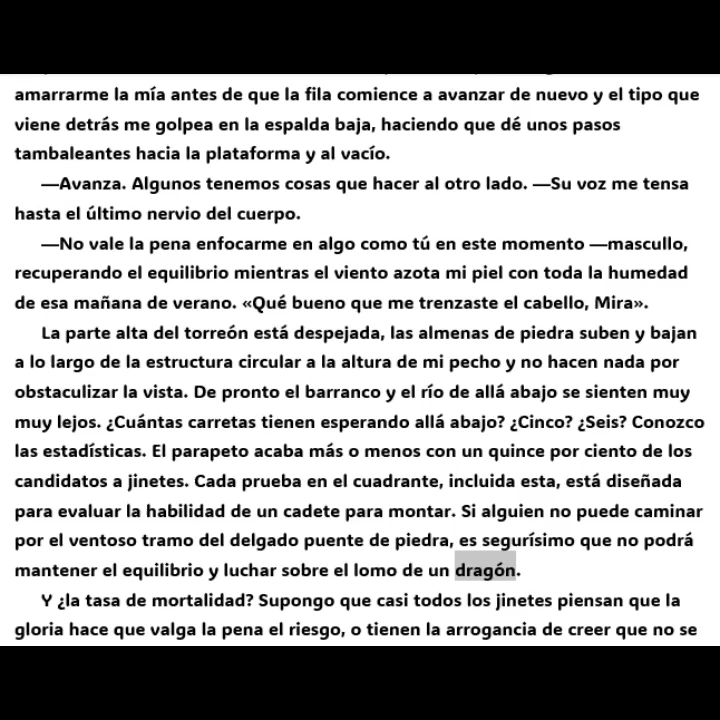 amarrarme la mía antes de que la fila comience a avanzar de nuevo y el tipo que
viene detrás me golpea en la espalda baja, haciendo que dé unos pasos
tambaleantes hacia la plataforma y al vacío.
—Avanza. Algunos tenemos cosas que hacer al otro lado. —Su voz me tensa
hasta el último nervio del cuerpo.
—No vale la pena enfocarme en algo como tú en este momento —mascullo,
recuperando el equilibrio mientras el viento azota mi piel con toda la humedad
de esa mañana de verano. «Qué bueno que me trenzaste el cabello, Mira».
La parte alta del torreón está despejada, las almenas de piedra suben y bajan
a lo largo de la estructura circular a la altura de mi pecho y no hacen nada por
obstaculizar la vista. De pronto el barranco y el río de allá abajo se sienten muy
muy lejos. ¿Cuántas carretas tienen esperando allá abajo? ¿Cinco? ¿Seis? Conozco
las estadísticas. El parapeto acaba más o menos con un quince por ciento de los
candidatos a jinetes. Cada prueba en el cuadrante, incluida esta, está diseñada
para evaluar la habilidad de un cadete para montar. Si alguien no puede caminar
por el ventoso tramo del delgado puente de piedra, es segurísimo que no podrá
mantener el equilibrio y luchar sobre el lomo de un dragón.
Y ¿la tasa de mortalidad? Supongo que casi todos los jinetes piensan que la
gloria hace que valga la pena el riesgo, o tienen la arrogancia de creer que no se